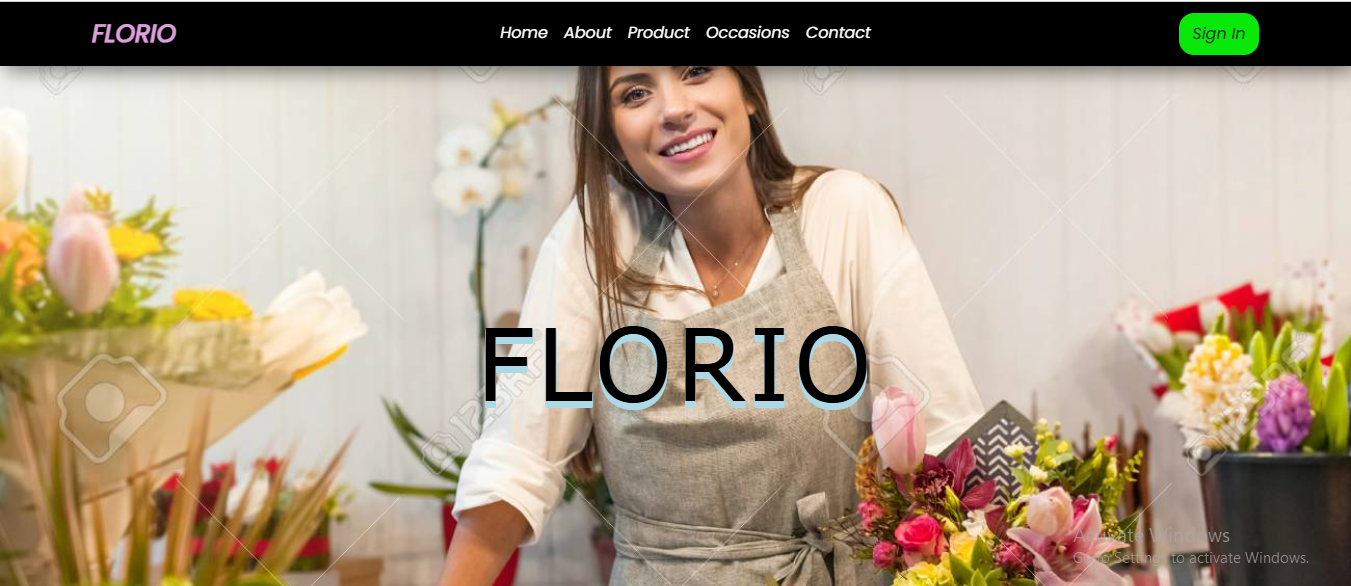 FLORIO
Home About Product Occasions Contact
Sign In
FLORIO
Activate Windows
Go to Settings to activate Windows.